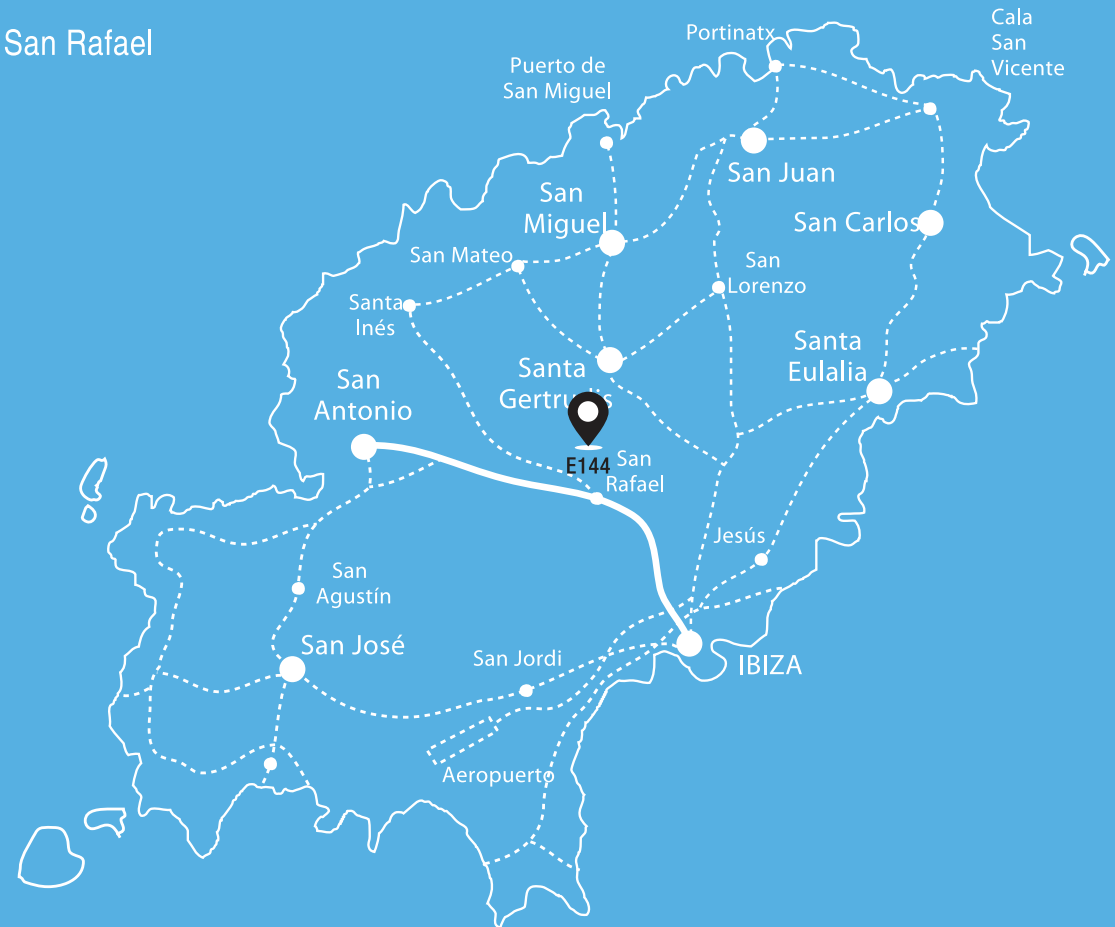 San Rafael
Cala
San
Vicente
Portinatx
Puerto de
San Miguel
San Juan
San
Miguel
San Carlos
San Mateo
San
Lorenzo
Santa
Inés
Santa
Eulalia
Santa
Gertrudis
San
Antonio
E144
San
Rafael
Jesús
San
Agustín
San José
San Jordi
IBIZA
Aeropuerto